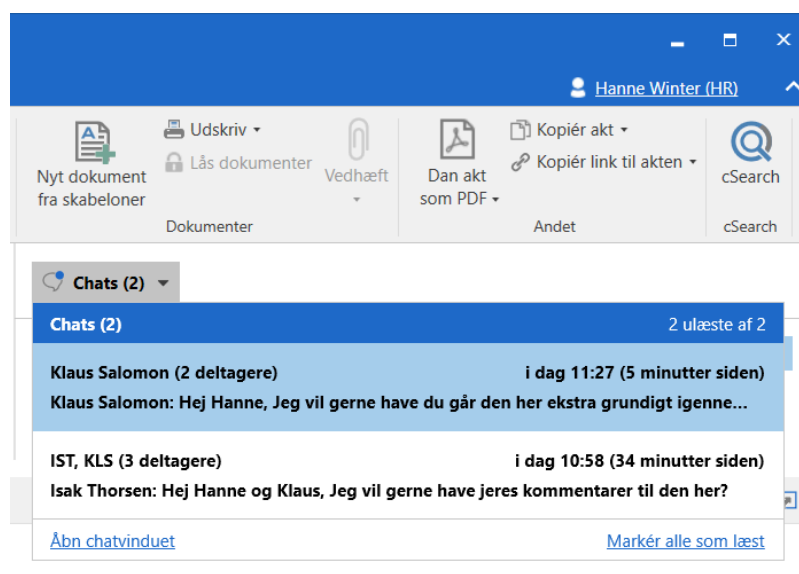 Hanne Winter (HR)
Nyt dokument
fra skabeloner
Udskriv
Lås dokumenter
Vedhæft
Dokumenter
Dan akt
som PDF
Kopiér akt
Kopiér link til akten
Andet
cSearch
cSearch
Chats (2)
Chats (2) 2 ulæste af 2
Klaus Salomon (2 deltagere) i dag 11:27 (5 minutter siden)
Klaus Salomon: Hej Hanne, Jeg vil gerne have du går den her ekstra grundigt igenne...
IST, KLS (3 deltagere) i dag 10:58 (34 minutter siden)
Isak Thorsen: Hej Hanne og Klaus, Jeg vil gerne have jeres kommentarer til den her?
Åbn chatvinduet Markér alle som læst